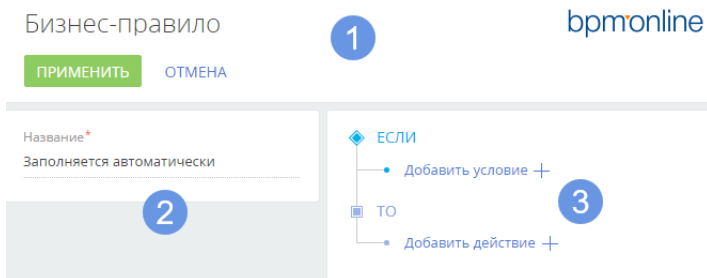 Бизнес-правило
bpm'online
1
ПРИМЕНИТЬ ОТМЕНА
Название*
Заполняется автоматически
2
ЕСЛИ
Добавить условие +
3
ТО
Добавить действие +